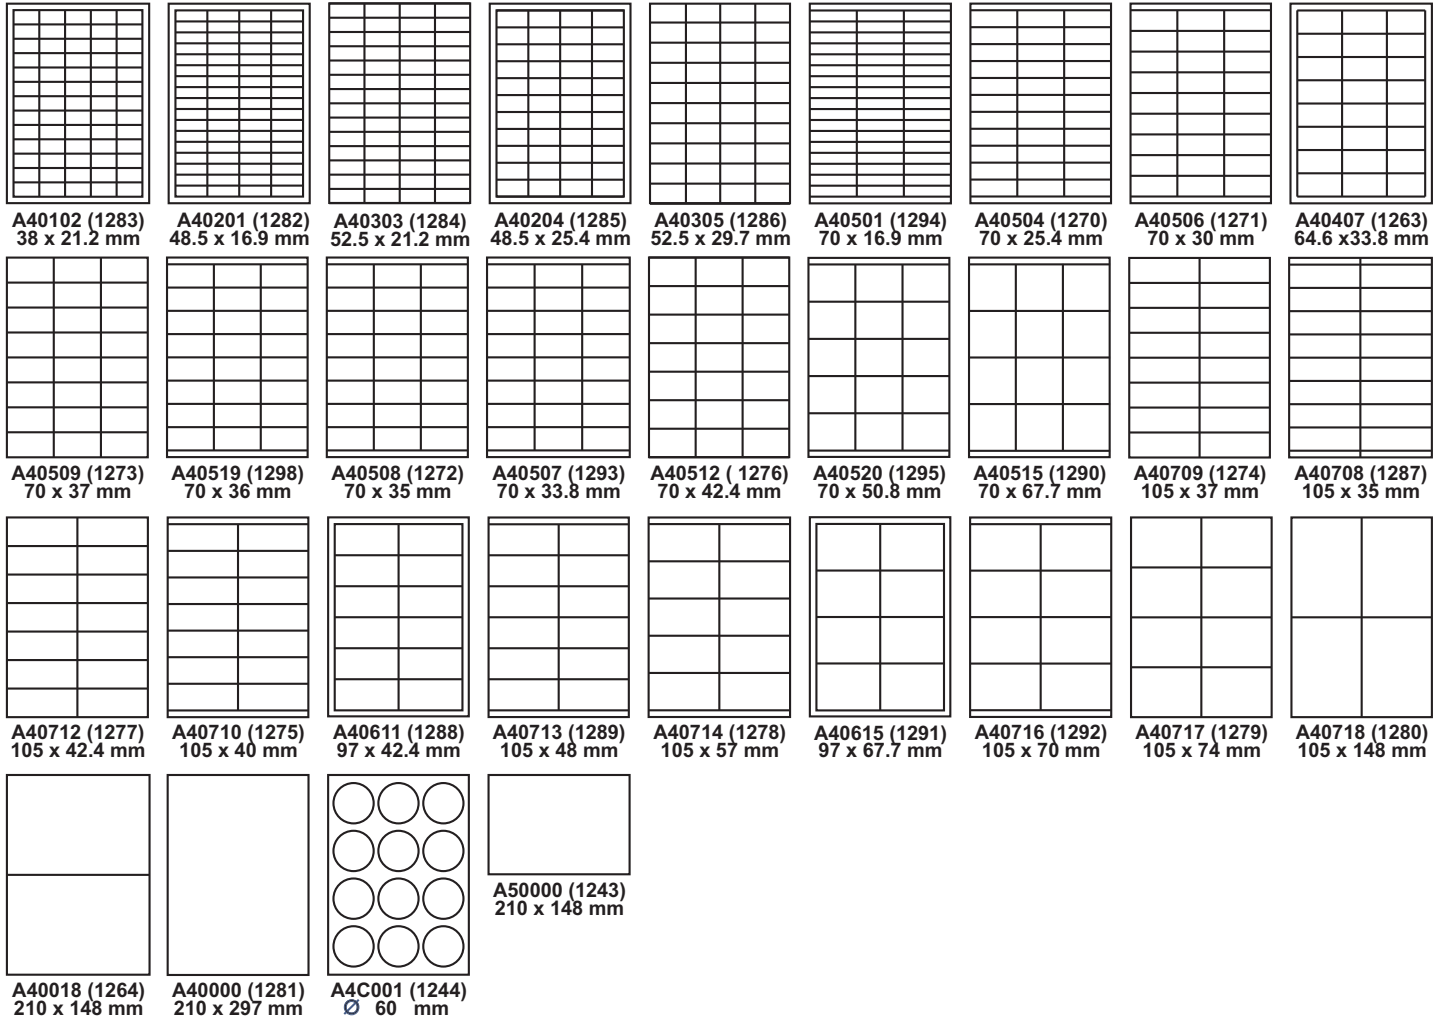 A40102 (1283)
38 x 21.2 mm
A40201 (1282)
48.5 x 16.9 mm
A40303 (1284)
52.5 x 21.2 mm
A40204 (1285)
48.5 x 25.4 mm
A40305 (1286)
52.5 x 29.7 mm
A40501 (1294)
70 x 16.9 mm
A40504 (1270)
70 x 25.4 mm
A40506 (1271)
70 x 30 mm
A40407 (1263)
64.6 x33.8 mm
A40509 (1273)
70 x 37 mm
A40519 (1298)
70 x 36 mm
A40508 (1272)
70 x 35 mm
A40507 (1293)
70 x 33.8 mm
A40512 ( 1276)
70 x 42.4 mm
A40520 (1295)
70 x 50.8 mm
A40515 (1290)
70 x 67.7 mm
A40709 (1274)
105 x 37 mm
A40708 (1287)
105 x 35 mm
A40712 (1277)
105 x 42.4 mm
A40710 (1275)
105 x 40 mm
A40611 (1288)
97 x 42.4 mm
A40713 (1289)
105 x 48 mm
A40714 (1278)
105 x 57 mm
A40615 (1291)
97 x 67.7 mm
A40716 (1292)
105 x 70 mm
A40717 (1279)
105 x 74 mm
A40718 (1280)
105 x 148 mm
A40018 (1264)
210 x 148 mm
A40000 (1281)
210 x 297 mm
A4C001 (1244)
Ø 60 mm
A50000 (1243)
210 x 148 mm